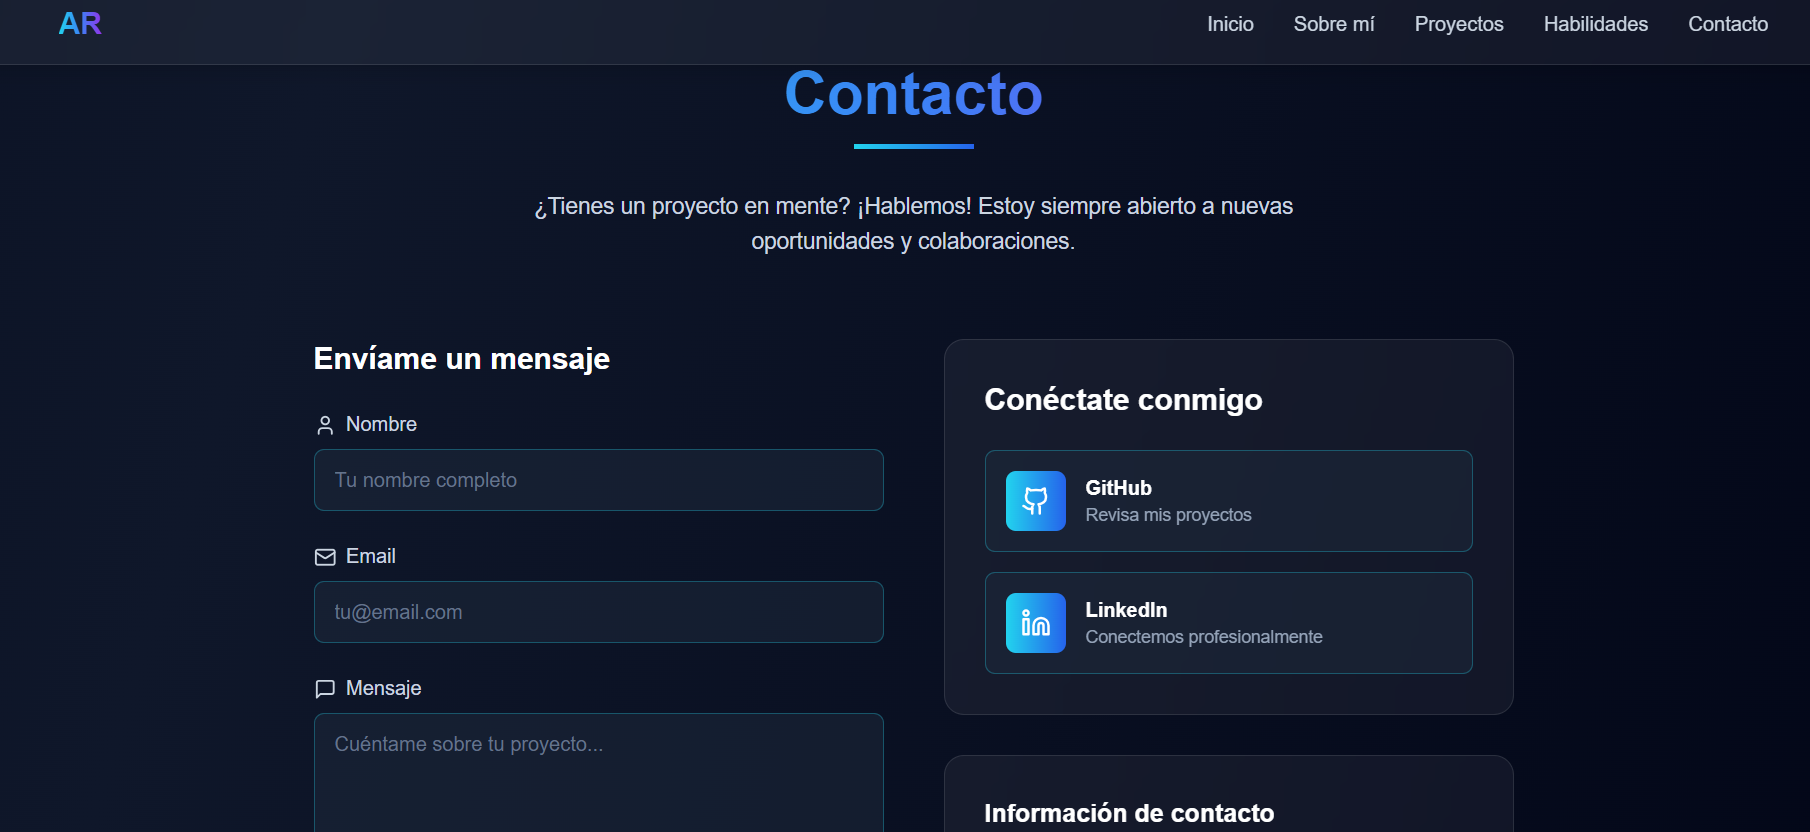 AR
Inicio
Sobre mí
Proyectos
Habilidades
Contacto
Contacto
¿Tienes un proyecto en mente? ¡Hablemos! Estoy siempre abierto a nuevas
oportunidades y colaboraciones.
Envíame un mensaje
Nombre
Tu nombre completo
Email
tu@email.com
Mensaje
Cuéntame sobre tu proyecto...
Conéctate conmigo
GitHub
Revisa mis proyectos
LinkedIn
Conectemos profesionalmente
Información de contacto